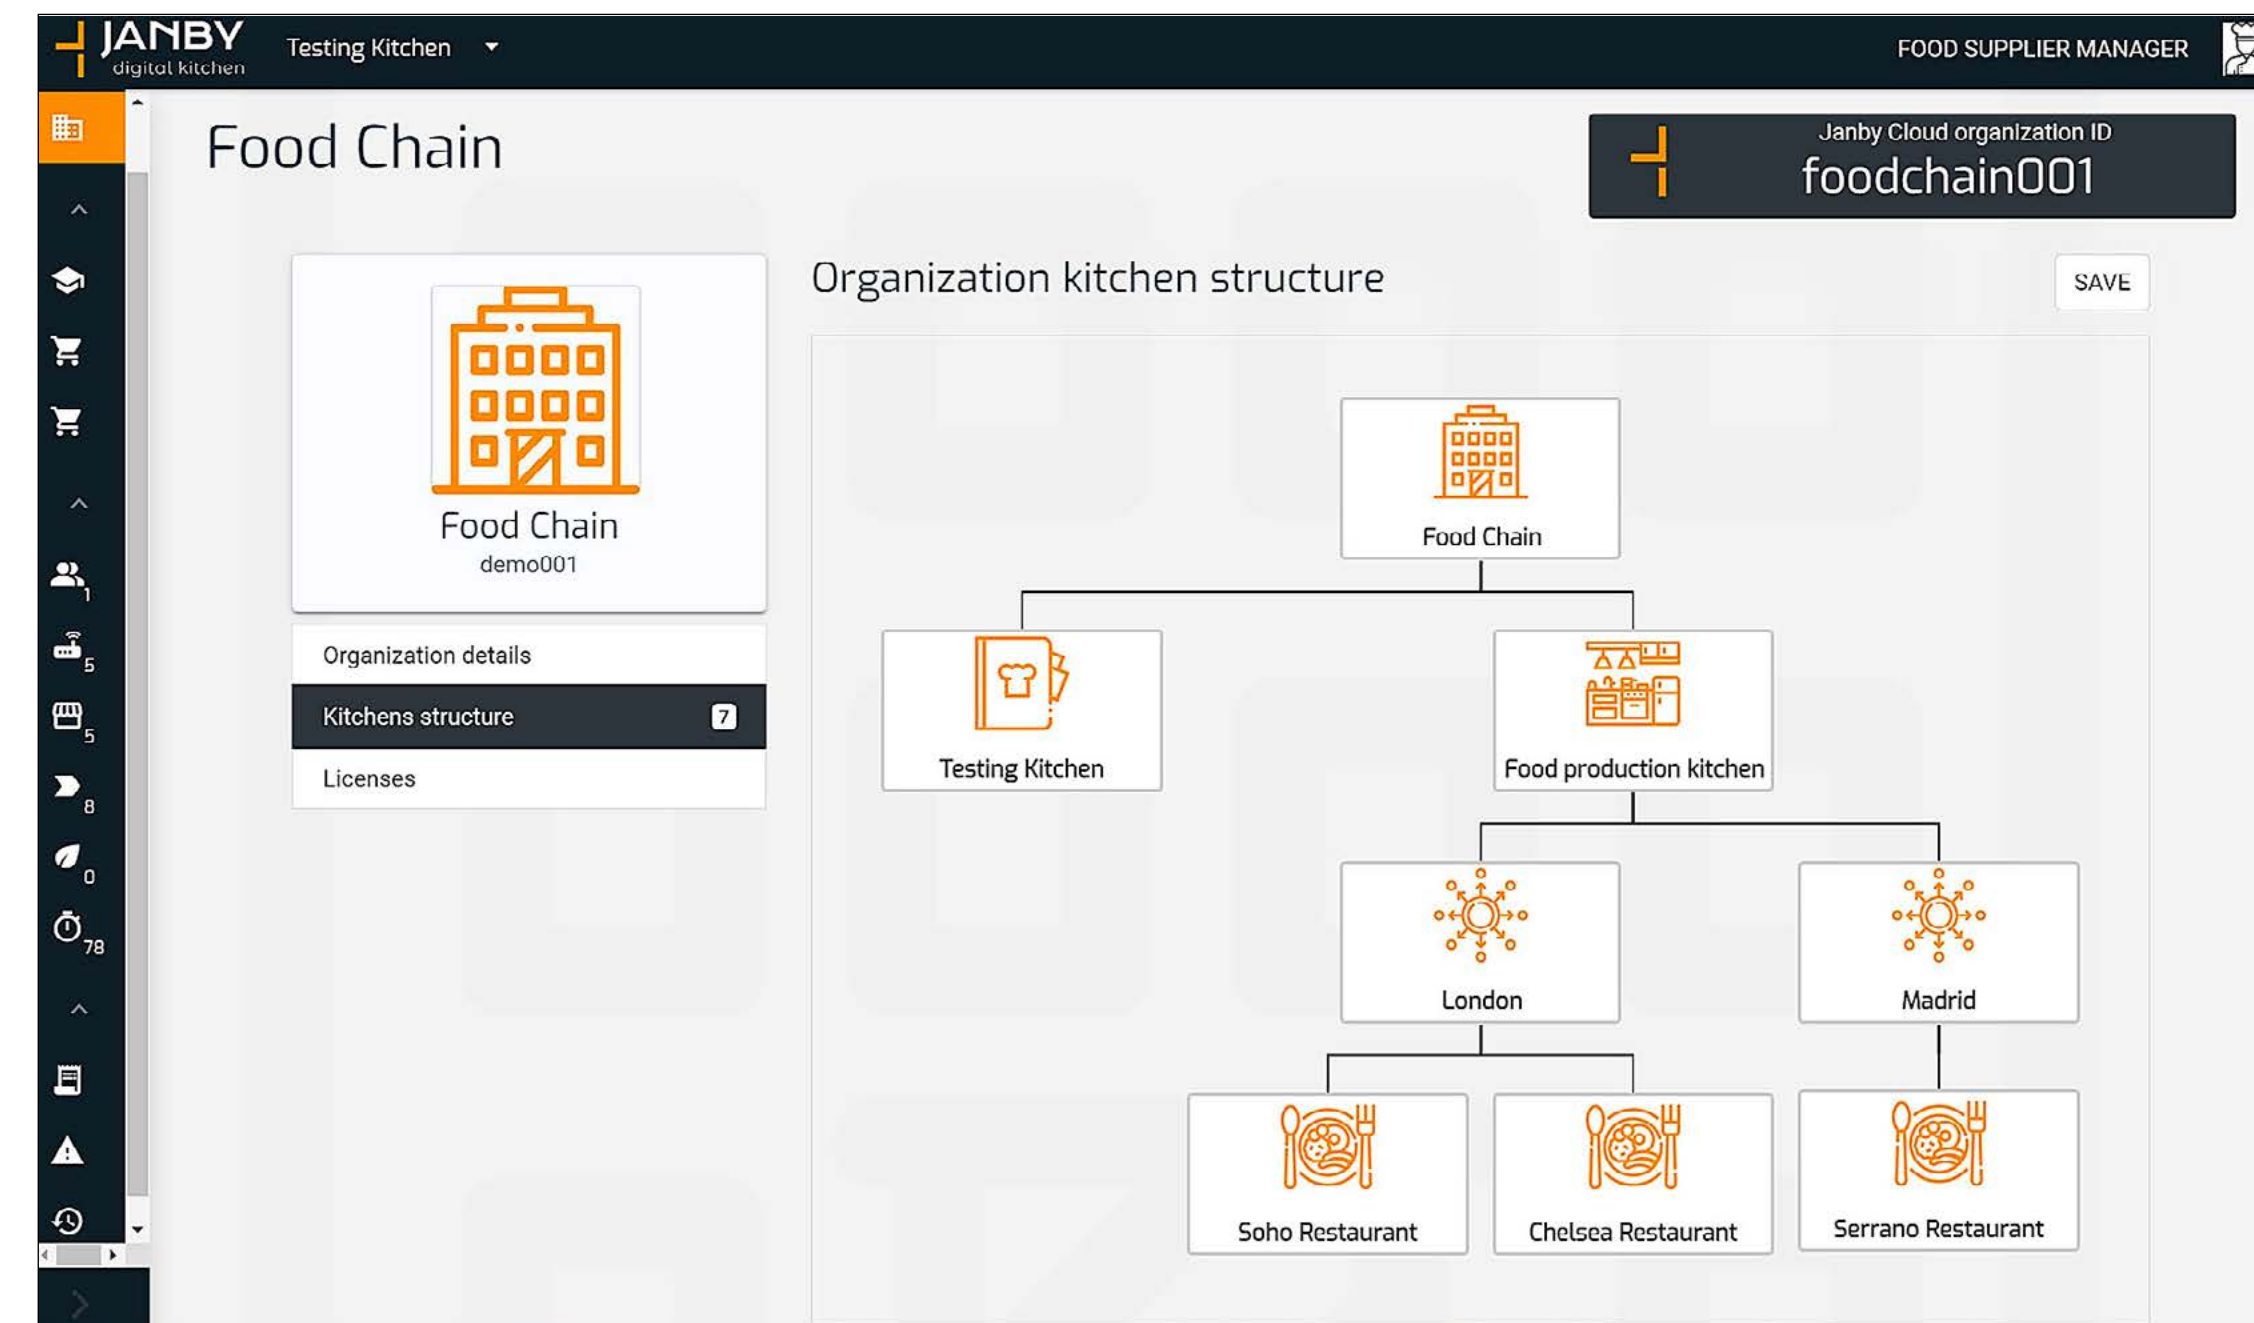 JANBY
digital kitchen
Testing Kitchen
FOOD SUPPLIER MANAGER
Food Chain
Janby Cloud organization ID
foodchain001
Food Chain
demo001
Organization details
Kitchens structure 7
Licenses
Organization kitchen structure
SAVE
Food Chain
Testing Kitchen
Food production kitchen
London
Madrid
Soho Restaurant
Chelsea Restaurant
Serrano Restaurant
1
5
5
8
0
78